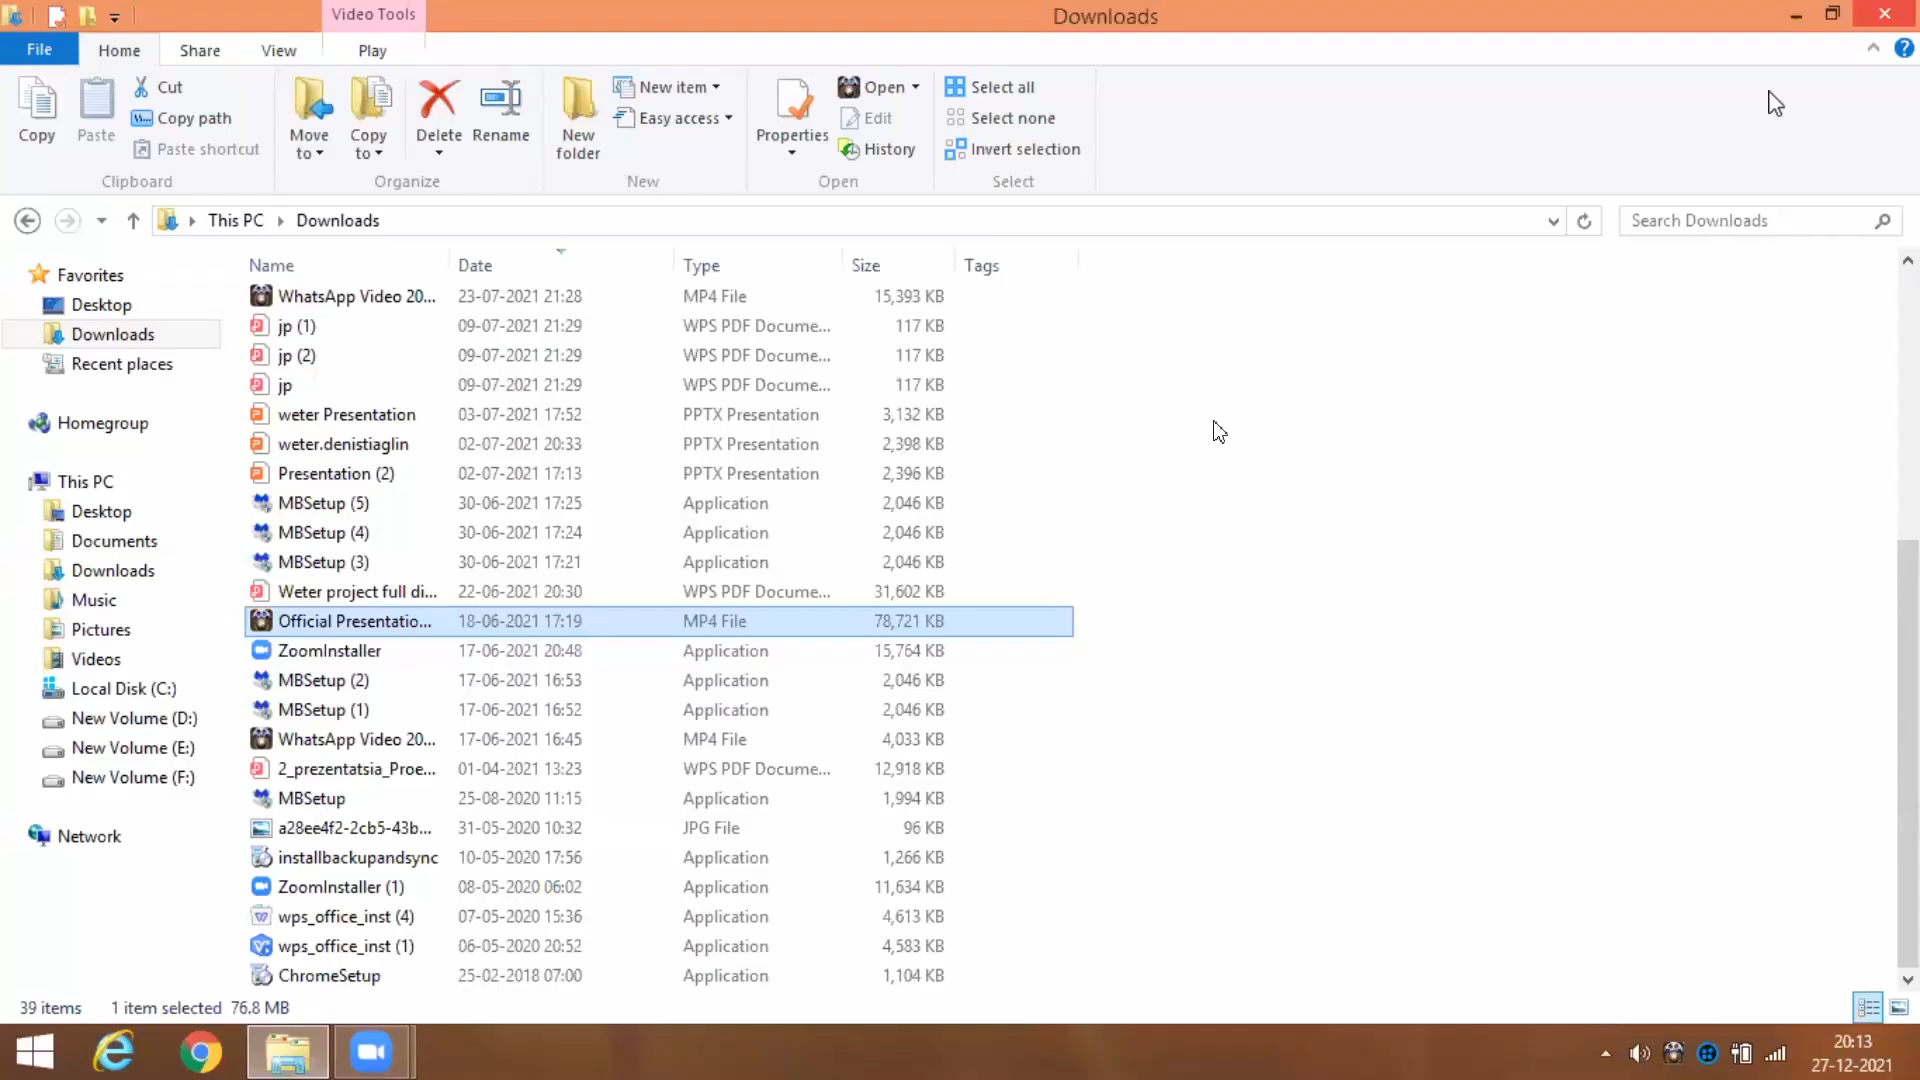 Video Tools
Downloads
File Home Share View Play
Copy
Paste
Cut
Copy path
Paste shortcut
Clipboard
Move to
Copy to
Delete
Rename
Organize
New folder
New item
Easy access
New
Properties
Open
Edit
History
Open
Select all
Select none
Invert selection
Select
This PC Downloads
Search Downloads
Favorites
Desktop
Downloads
Recent places
Homegroup
This PC
Desktop
Documents
Downloads
Music
Pictures
Videos
Local Disk (C:)
New Volume (D:)
New Volume (E:)
New Volume (F:)
Network
Name Date Type Size Tags
WhatsApp Video 20... 23-07-2021 21:28 MP4 File 15,393 KB
jp (1) 09-07-2021 21:29 WPS PDF Docume... 117 KB
jp (2) 09-07-2021 21:29 WPS PDF Docume... 117 KB
jp 09-07-2021 21:29 WPS PDF Docume... 117 KB
weter Presentation 03-07-2021 17:52 PPTX Presentation 3,132 KB
weter.denistiaglin 02-07-2021 20:33 PPTX Presentation 2,398 KB
Presentation (2) 02-07-2021 17:13 PPTX Presentation 2,396 KB
MBSetup (5) 30-06-2021 17:25 Application 2,046 KB
MBSetup (4) 30-06-2021 17:24 Application 2,046 KB
MBSetup (3) 30-06-2021 17:21 Application 2,046 KB
Weter project full di... 22-06-2021 20:30 WPS PDF Docume... 31,602 KB
Official Presentatio... 18-06-2021 17:19 MP4 File 78,721 KB
ZoomInstaller 17-06-2021 20:48 Application 15,764 KB
MBSetup (2) 17-06-2021 16:53 Application 2,046 KB
MBSetup (1) 17-06-2021 16:52 Application 2,046 KB
WhatsApp Video 20... 17-06-2021 16:45 MP4 File 4,033 KB
2_prezentatsia_Proe... 01-04-2021 13:23 WPS PDF Docume... 12,918 KB
MBSetup 25-08-2020 11:15 Application 1,994 KB
a28ee4f2-2cb5-43b... 31-05-2020 10:32 JPG File 96 KB
installbackupandsync 10-05-2020 17:56 Application 1,266 KB
ZoomInstaller (1) 08-05-2020 06:02 Application 11,634 KB
wps_office_inst (4) 07-05-2020 15:36 Application 4,613 KB
wps_office_inst (1) 06-05-2020 20:52 Application 4,583 KB
ChromeSetup 25-02-2018 07:00 Application 1,104 KB
39 items 1 item selected 76.8 MB
20:13
27-12-2021